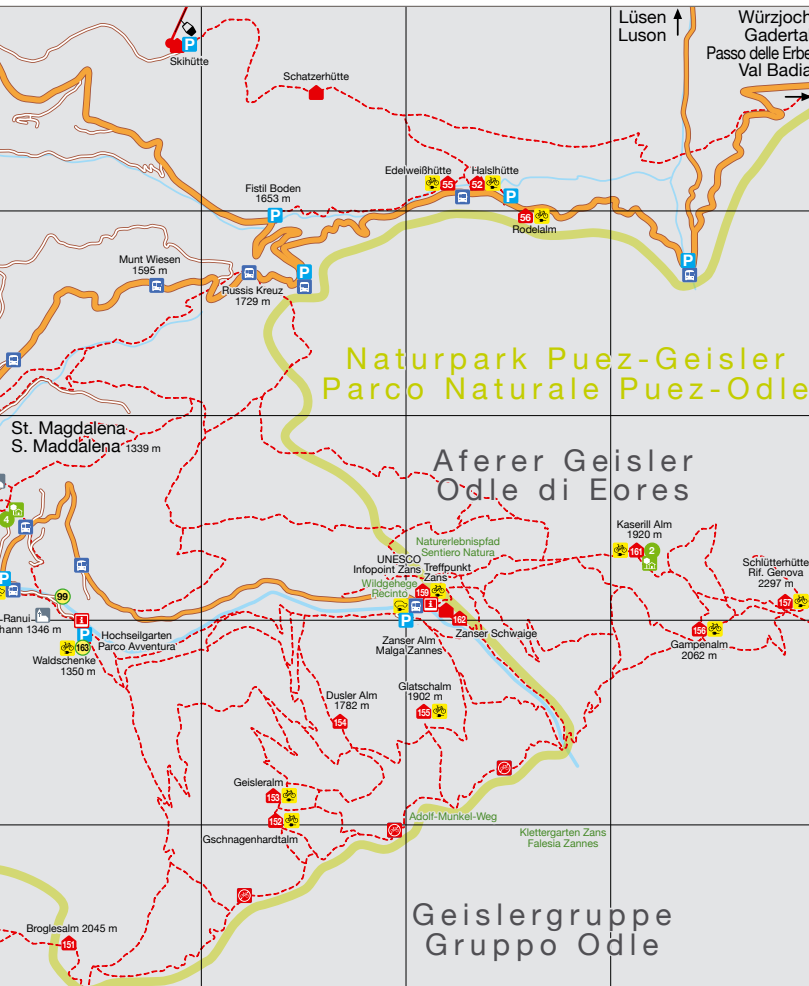 Lüsen
Luson
Würzjoch
Gaderta
Passo delle Erbe
Val Badia
P
Skihütte
Schatzerhütte
Edelweißhütte
Halslhütte
55
52
P
Fistil Boden
1653 m
P
56
Rodelalm
Munt Wiesen
1595 m
P
Russis Kreuz
1729 m
P
Naturpark Puez-Geisler
Parco Naturale Puez-Odle
St. Magdalena
S. Maddalena 1339 m
Aferer Geisler
Odle di Eores
4
Kaserill Alm
1920 m
161
2
Naturerlebnispfad
Sentiero Natura
UNESCO
Infopoint Zans
Treffpunkt
Zans
Wildgehege
Recinto
159
i
162
P
Zanser Schwaige
Zanser Alm
Malga Zannes
Schlütterhütte
Rif. Genova
2297 m
157
156
Gampenalm
2062 m
P
99
Ranui-
hann 1346 m
i
P
Hochseilgarten
Parco Avventura
163
Waldschenke
1350 m
Dusler Alm
1782 m
154
Glatschalm
1902 m
155
Geisleralm
153
152
Gschnagenhardtalm
Adolf-Munkel-Weg
Klettergarten Zans
Falesia Zannes
Geislergruppe
Gruppo Odle
Broglesalm 2045 m
151